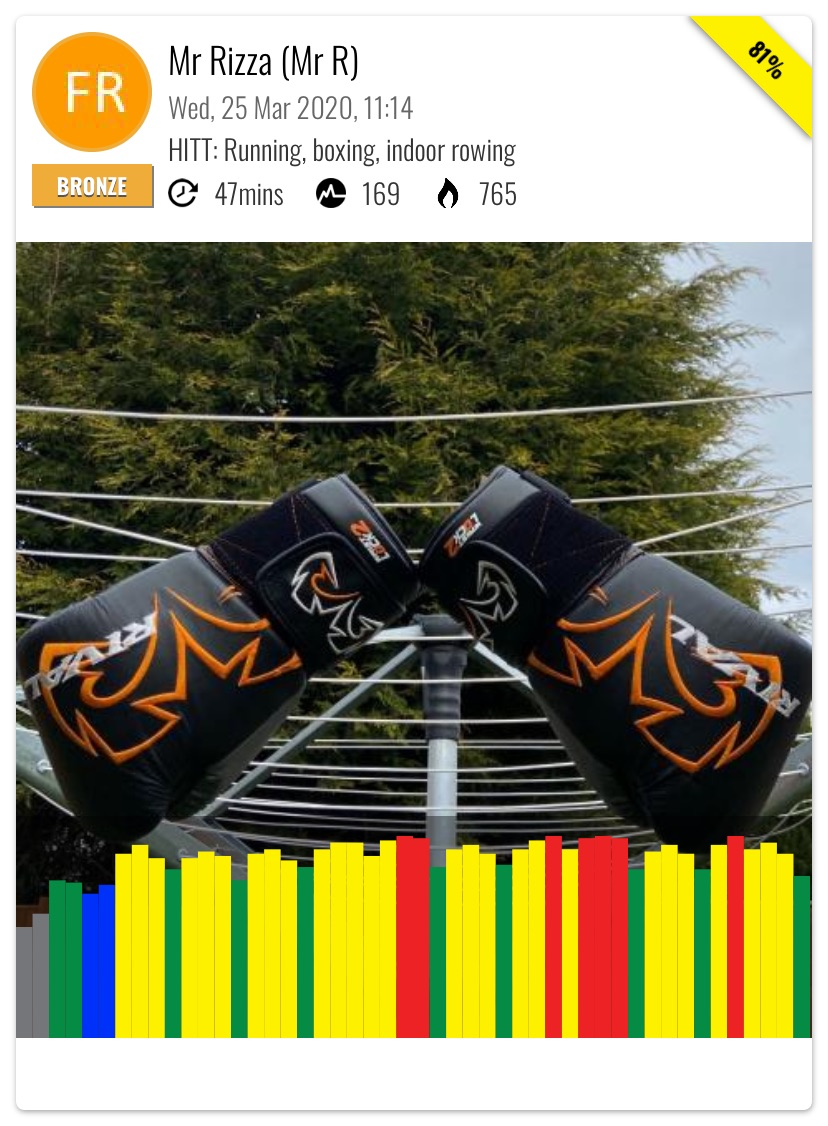 FR
Mr Rizza (Mr R)
Wed, 25 Mar 2020, 11:14
HITT: Running, boxing, indoor rowing
BRONZE
47mins 169 765
81%
RIVAL
RIVAL